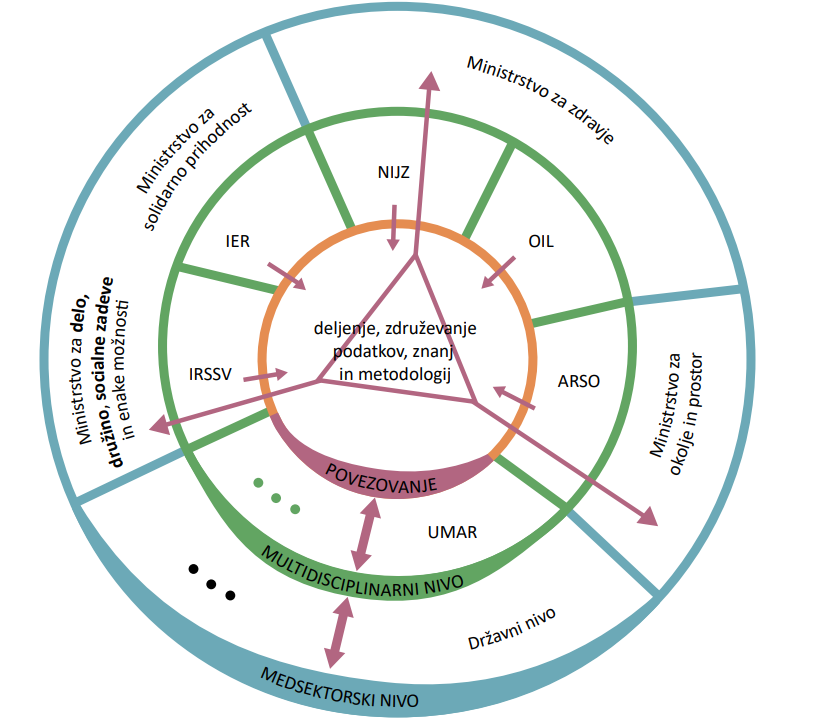 Ministrstvo za
solidarno prihodnost
Ministrstvo za zdravje
NIJZ
IER
OIL
deljenje, združevanje
podatkov, znanj
in metodologij
IRSSV
ARSO
Ministrstvo za delo,
družino, socialne zadeve
in enake možnosti
Ministrstvo za
okolje in prostor
POVEZOVANJE
UMAR
MULTIDISCIPLINARNI NIVO
Državni nivo
MEDSEKTORSKI NIVO